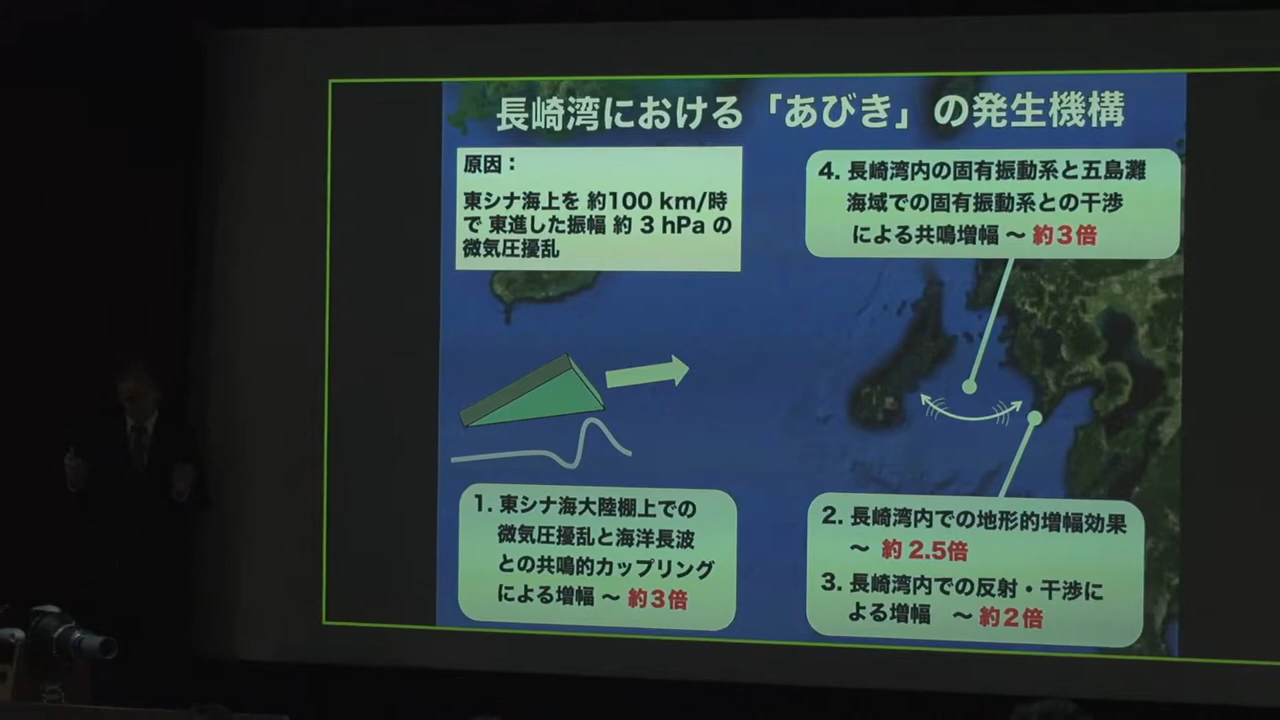 長崎湾における「あびき」の発生機構
原因：
東シナ海上を 約100 km/時
で 東進した振幅 約 3 hPa の
微気圧擾乱
4. 長崎湾内の固有振動系と五島灘
海域での固有振動系との干渉
による共鳴増幅 ～ 約３倍
1. 東シナ海大陸棚上での
微気圧擾乱と海洋長波
との共鳴的カップリング
による増幅 ～ 約3倍
2. 長崎湾内での地形的増幅効果
～ 約 2.5倍
3. 長崎湾内での反射・干渉に
よる増幅 ～ 約２倍